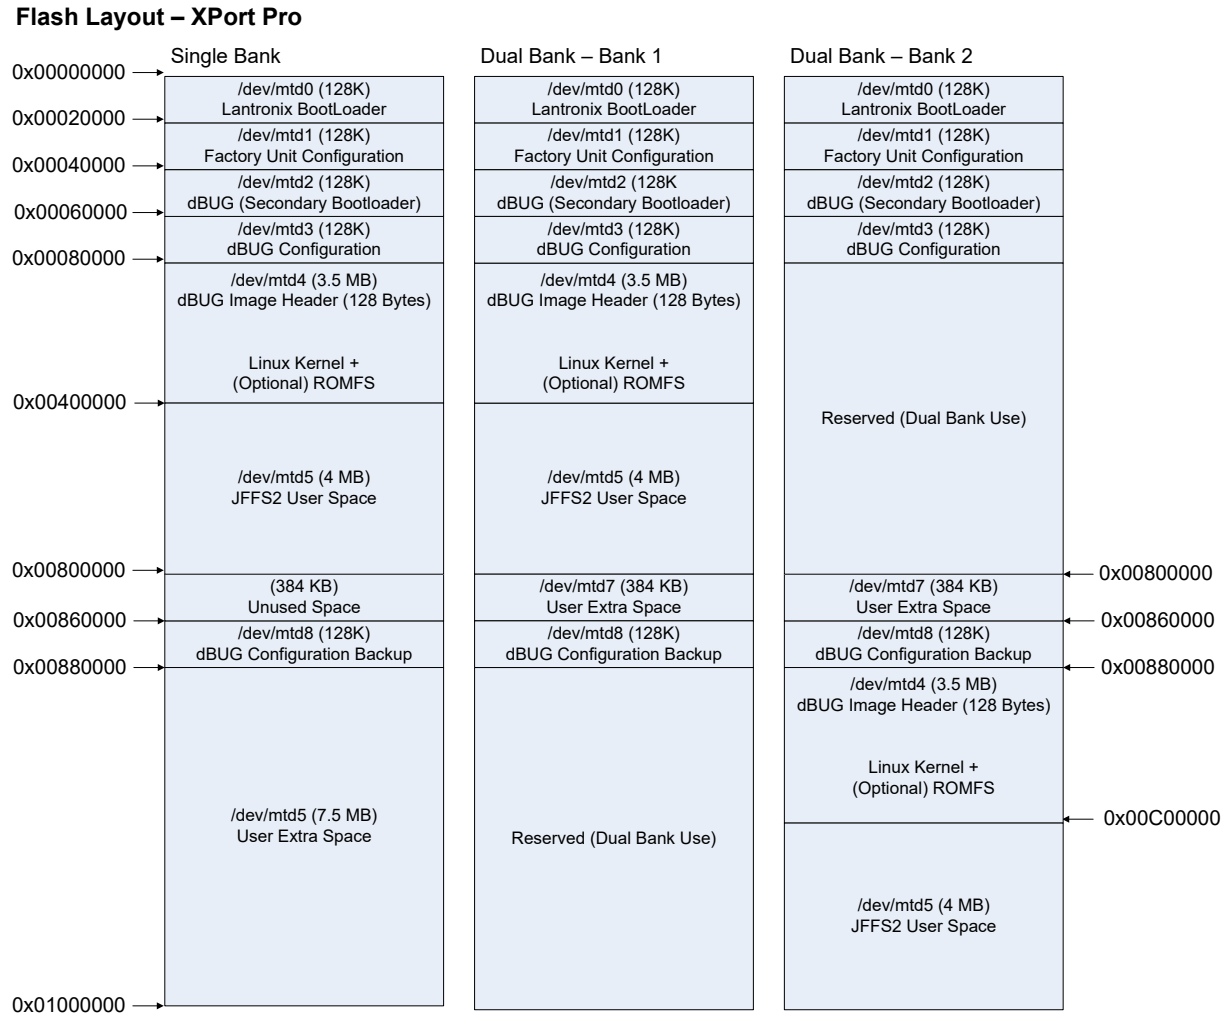 Flash Layout – XPort Pro
Single Bank
0x00000000
0x00020000
0x00040000
0x00060000
0x00080000
0x00400000
0x00800000
0x00860000
0x00880000
0x01000000
/dev/mtd0 (128K)
Lantronix BootLoader
/dev/mtd1 (128K)
Factory Unit Configuration
/dev/mtd2 (128K)
dBUG (Secondary Bootloader)
/dev/mtd3 (128K)
dBUG Configuration
/dev/mtd4 (3.5 MB)
dBUG Image Header (128 Bytes)
Linux Kernel +
(Optional) ROMFS
/dev/mtd5 (4 MB)
JFFS2 User Space
(384 KB)
Unused Space
/dev/mtd8 (128K)
dBUG Configuration Backup
/dev/mtd5 (7.5 MB)
User Extra Space
Dual Bank – Bank 1
/dev/mtd0 (128K)
Lantronix BootLoader
/dev/mtd1 (128K)
Factory Unit Configuration
/dev/mtd2 (128K
dBUG (Secondary Bootloader)
/dev/mtd3 (128K)
dBUG Configuration
/dev/mtd4 (3.5 MB)
dBUG Image Header (128 Bytes)
Linux Kernel +
(Optional) ROMFS
/dev/mtd5 (4 MB)
JFFS2 User Space
/dev/mtd7 (384 KB)
User Extra Space
/dev/mtd8 (128K)
dBUG Configuration Backup
Reserved (Dual Bank Use)
Dual Bank – Bank 2
/dev/mtd0 (128K)
Lantronix BootLoader
/dev/mtd1 (128K)
Factory Unit Configuration
/dev/mtd2 (128K)
dBUG (Secondary Bootloader)
/dev/mtd3 (128K)
dBUG Configuration
Reserved (Dual Bank Use)
/dev/mtd7 (384 KB)
User Extra Space
/dev/mtd8 (128K)
dBUG Configuration Backup
/dev/mtd4 (3.5 MB)
dBUG Image Header (128 Bytes)
Linux Kernel +
(Optional) ROMFS
/dev/mtd5 (4 MB)
JFFS2 User Space
0x00800000
0x00860000
0x00880000
0x00C00000